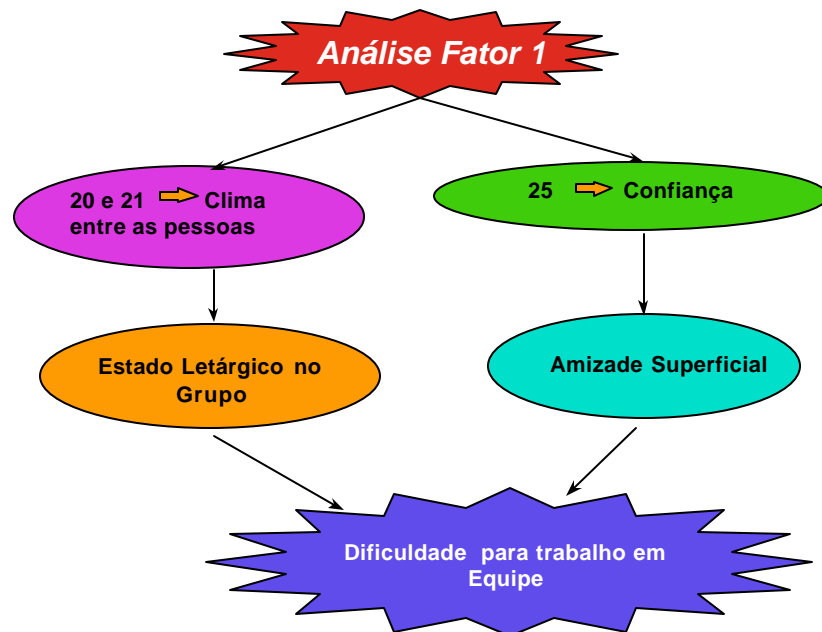 Análise Fator 1
20 e 21 Clima
entre as pessoas
25 Confiança
Estado Letárgico no
Grupo
Amizade Superficial
Dificuldade para trabalho em
Equipe